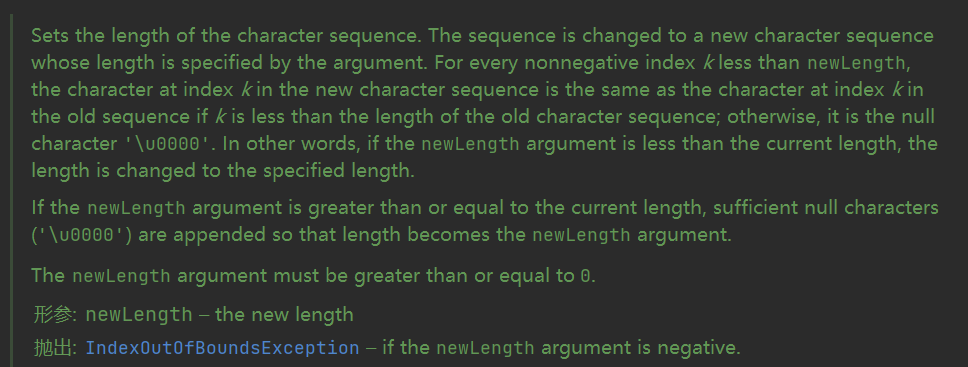 Sets the length of the character sequence. The sequence is changed to a new character sequence
whose length is specified by the argument. For every nonnegative index k less than newLength,
the character at index k in the new character sequence is the same as the character at index k in
the old sequence if k is less than the length of the old character sequence; otherwise, it is the null
character '\u0000'. In other words, if the newLength argument is less than the current length, the
length is changed to the specified length.
If the newLength argument is greater than or equal to the current length, sufficient null characters
('\u0000') are appended so that length becomes the newLength argument.
The newLength argument must be greater than or equal to 0.
形参: newLength – the new length
抛出: IndexOutOfBoundsException – if the newLength argument is negative.